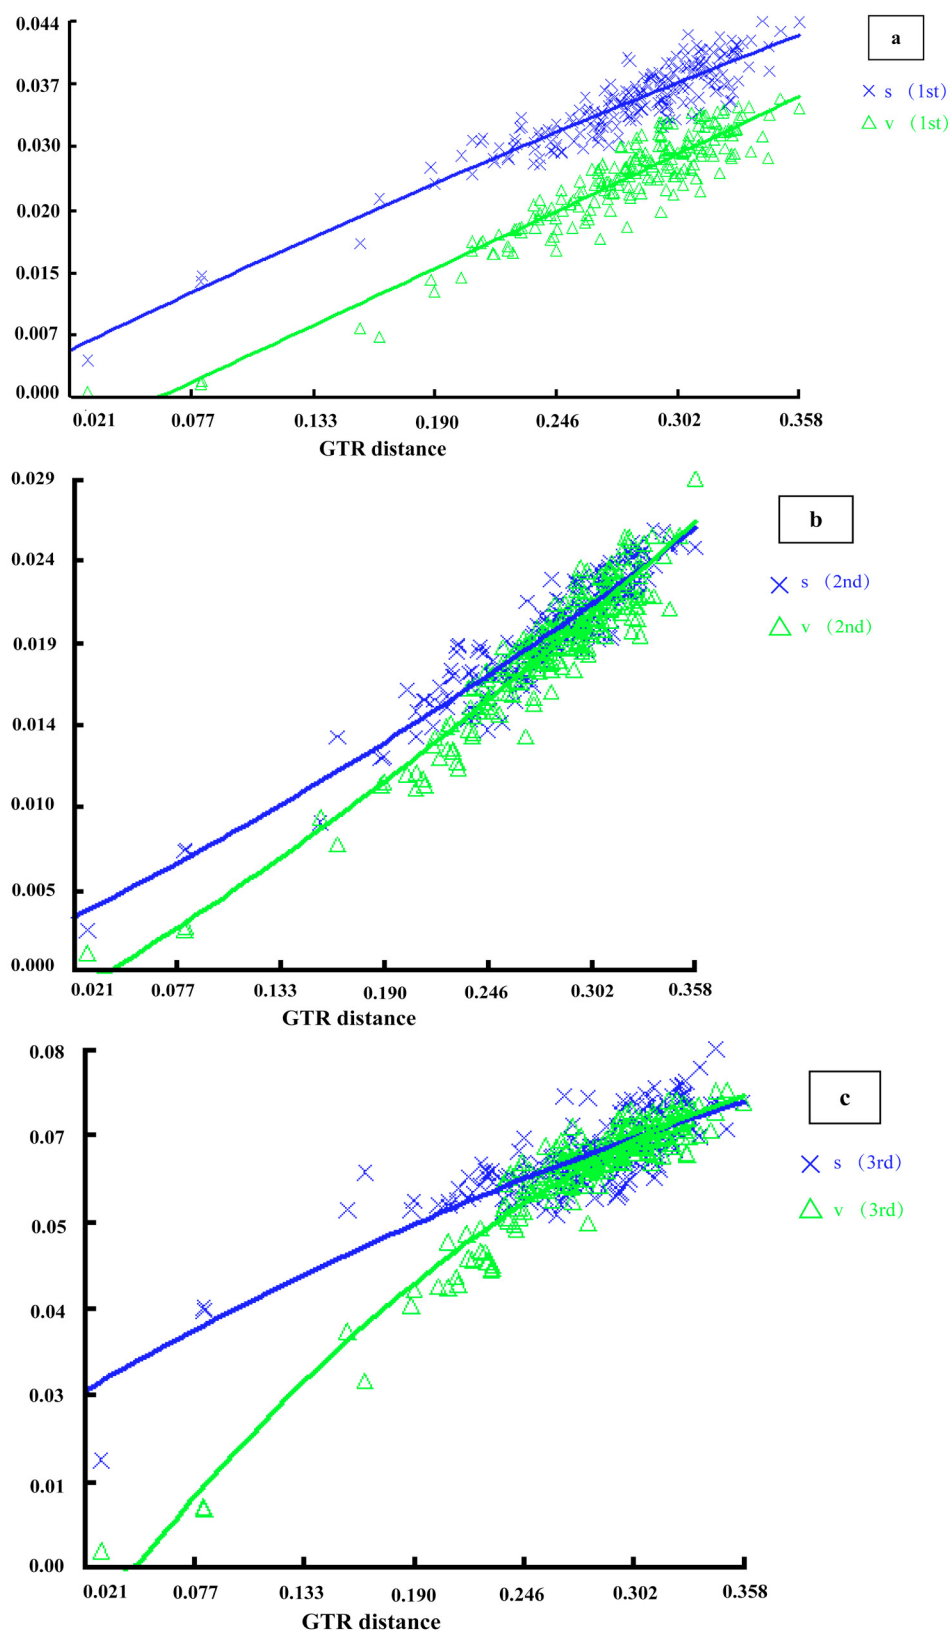 0.044
0.037
0.030
0.020
0.015
0.007
0.000
0.021 0.077 0.133 0.190 0.246 0.302 0.358
GTR distance
a
s (1st)
v (1st)
0.029
0.024
0.019
0.014
0.010
0.005
0.000
0.021 0.077 0.133 0.190 0.246 0.302 0.358
GTR distance
b
s (2nd)
v (2nd)
0.08
0.07
0.05
0.04
0.03
0.01
0.00
0.021 0.077 0.133 0.190 0.246 0.302 0.358
GTR distance
c
s (3rd)
v (3rd)